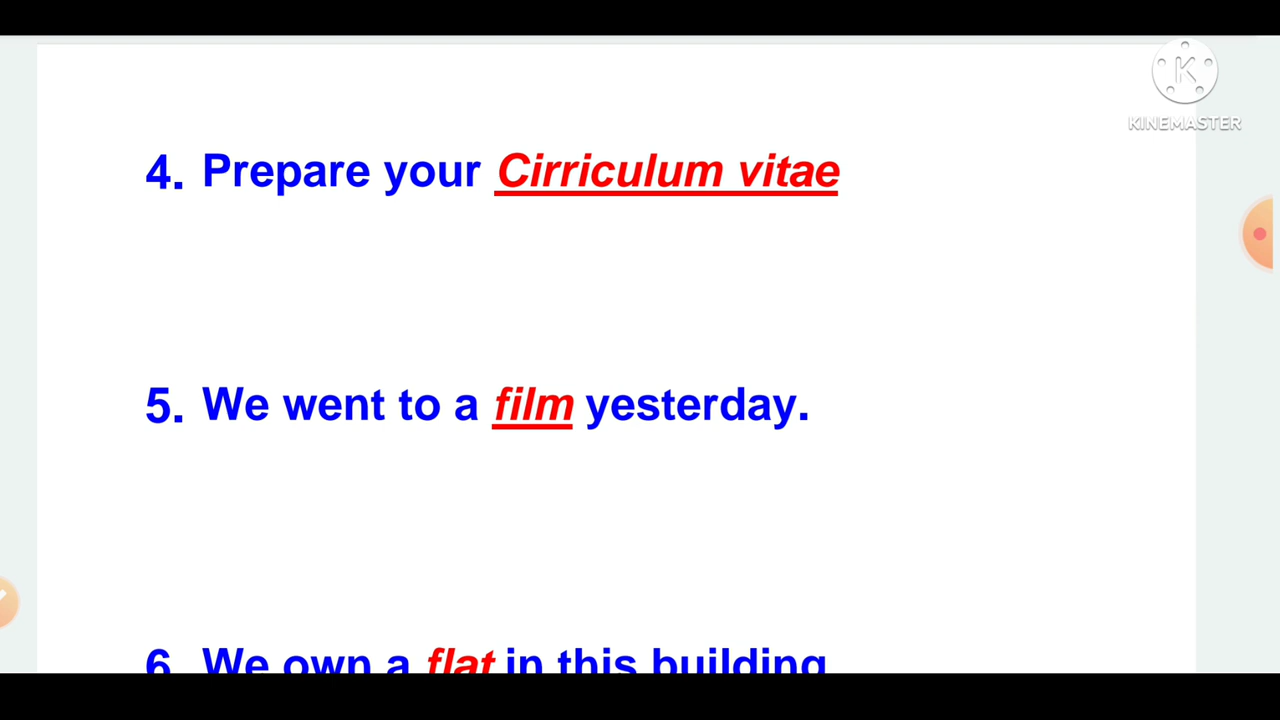 KINEMASTER
4. Prepare your Cirriculum vitae
5. We went to a film yesterday.
6. We own a flat in this building